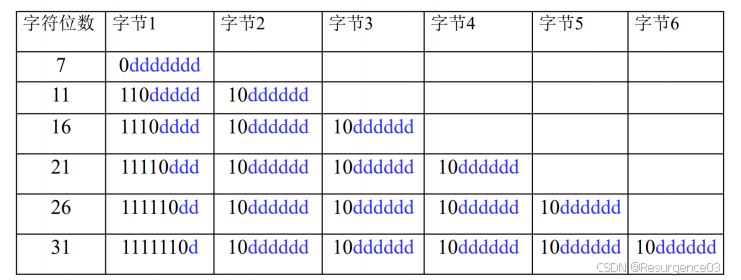 字符位数 字节1 字节2 字节3 字节4 字节5 字节6
7 0ddddddd
11 110ddddd 10dddddd
16 1110dddd 10dddddd 10dddddd
21 11110ddd 10dddddd 10dddddd 10dddddd
26 111110dd 10dddddd 10dddddd 10dddddd 10dddddd
31 1111110d 10dddddd 10dddddd 10dddddd 10dddddd 10dddddd
CSDN @Resurgence03